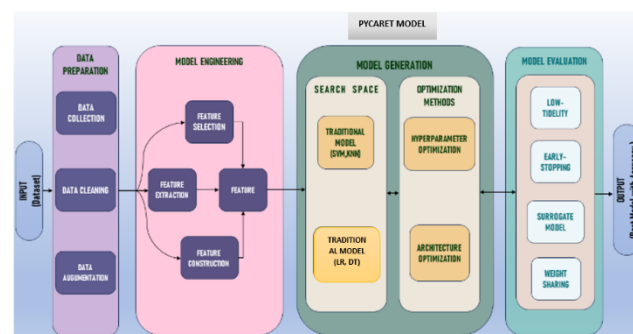 PYCARET MODEL
DATA
PREPARATION
DATA
COLLECTION
DATA CLEANING
DATA
AUGUMENTATION
INPUT
(Dataset)
MODEL ENGINEERING
FEATURE
SELECTION
FEATURE
EXTRACTION
FEATURE
FEATURE
CONSTRUCTION
MODEL GENERATION
SEARCH SPACE
TRADITIONAL
MODEL
(SVM,KNN)
TRADITION
AL MODEL
(LR, DT)
OPTIMIZATION
METHODS
HYPERPARAMETER
OPTIMIZATION
ARCHITECTURE
OPTIMIZATION
MODEL EVALUATION
LOW-
TIDELITY
EARLY-
STOPPING
SURROGATE
MODEL
WEIGHT
SHARING
OUTPUT